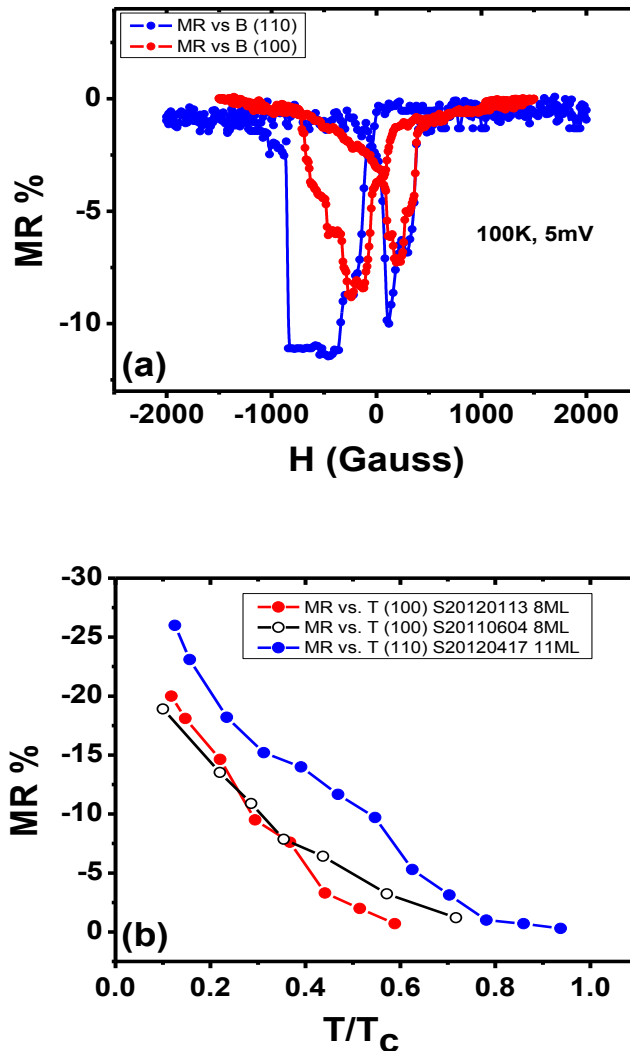 MR vs B (110)
MR vs B (100)
0
-5
-10
MR %
100K, 5mV
(a)
-2000 -1000 0 1000 2000
H (Gauss)
-30
-25
-20
-15
-10
-5
0
MR %
MR vs. T (100) S20120113 8ML
MR vs. T (100) S20110604 8ML
MR vs. T (110) S20120417 11ML
(b)
0.0 0.2 0.4 0.6 0.8 1.0
T/TC